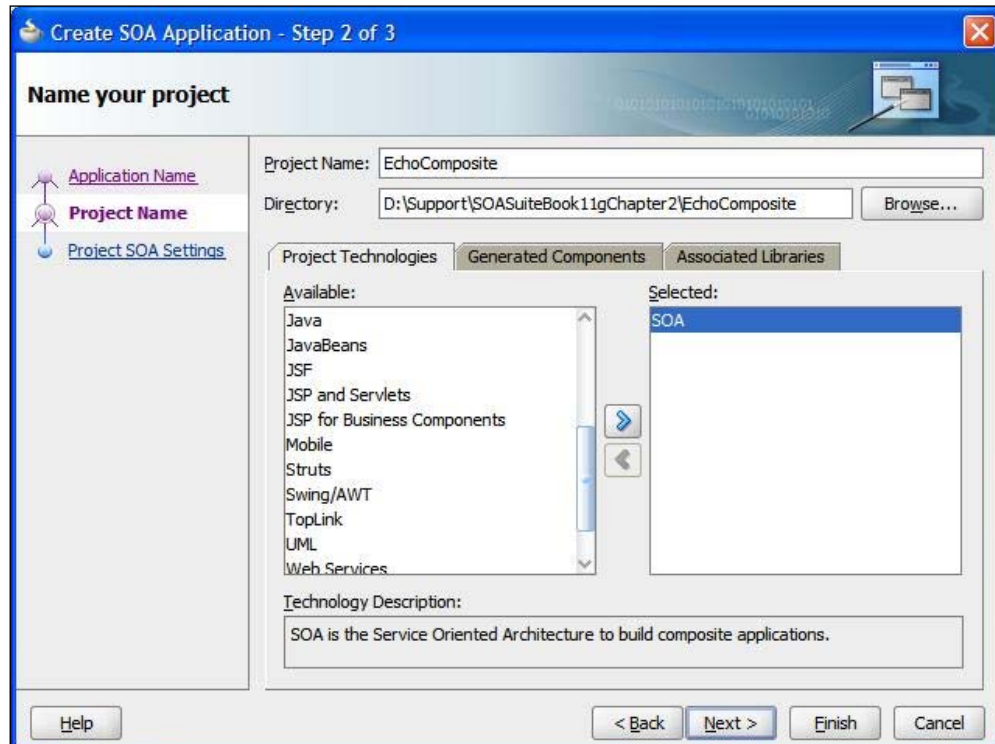 Create SOA Application - Step 2 of 3
Name your project
Application Name
Project Name
Project SOA Settings
Project Name: EchoComposite
Directory: D:\Support\SOASuiteBook11gChapter2\EchoComposite Browse...
Project Technologies Generated Components Associated Libraries
Available:
Java
JavaBeans
JSF
JSP and Servlets
JSP for Business Components
Mobile
Struts
Swing/AWT
TopLink
UML
Web Services
Selected:
SOA
Technology Description:
SOA is the Service Oriented Architecture to build composite applications.
Help < Back Next > Finish Cancel